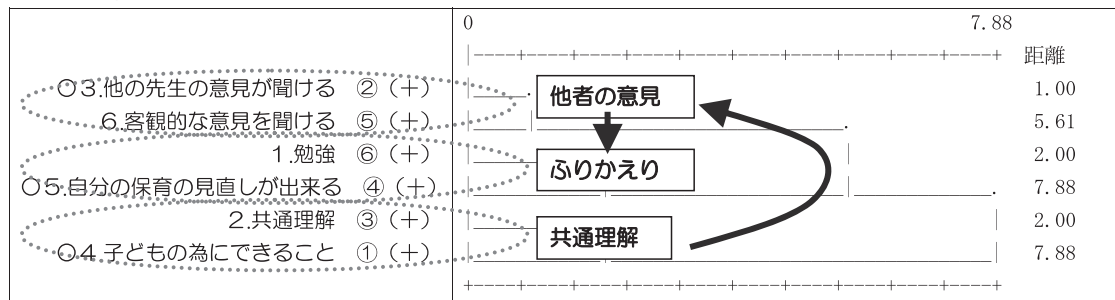 0 7.88
|----+----+----+----+----+----+----+----+----+----+ 距離
〇3.他の先生の意見が聞ける ②(+) 他者の意見 1.00
6.客観的な意見を聞ける ⑤(+) 5.61
1.勉強 ⑥(+) ふりかえり 2.00
〇5.自分の保育の見直しが出来る ④(+) 7.88
2.共通理解 ③(+) 共通理解 2.00
〇4.子どもの為にできること ①(+) 7.88
+----+----+----+----+----+----+----+----+----+----+